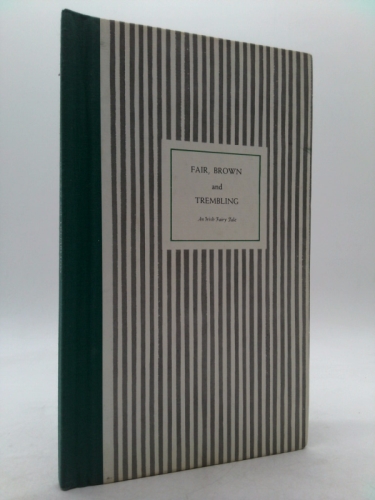 FAIR, BROWN
and
TREMBLING
An Irish Fairy Tale